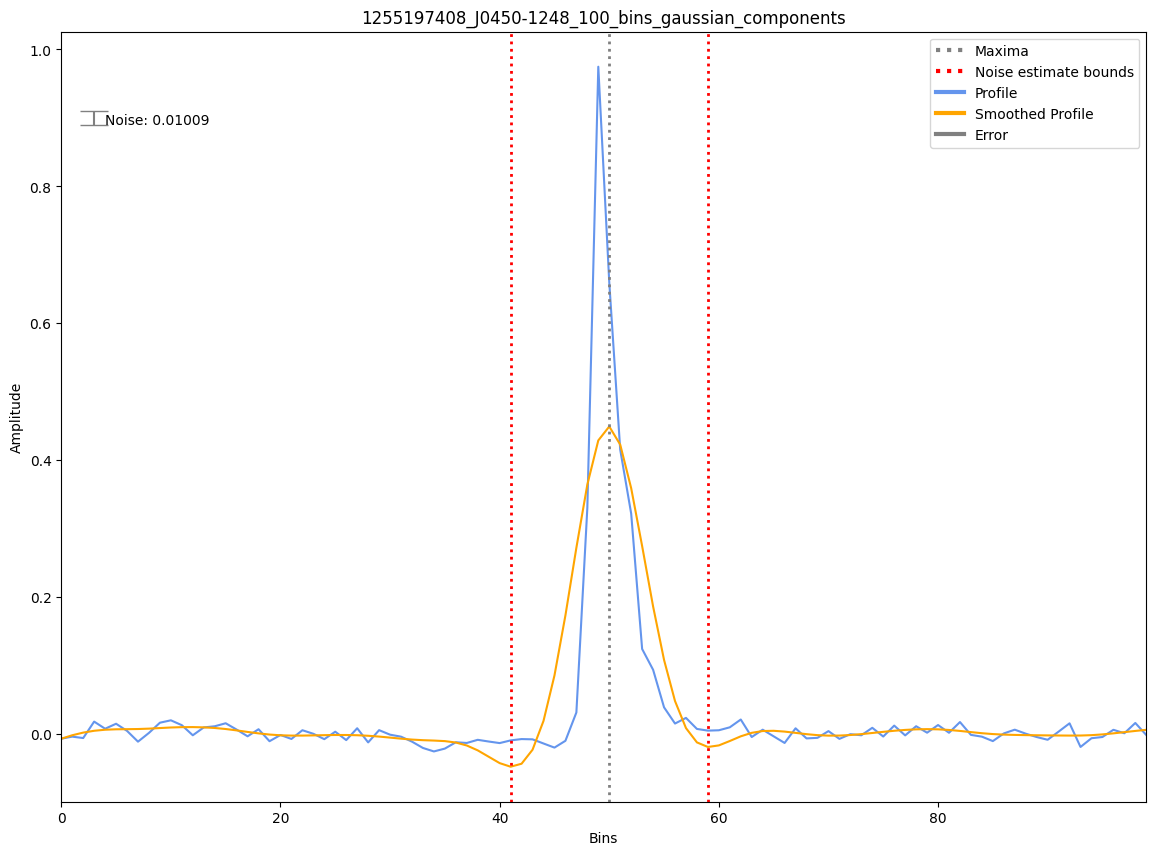 1255197408_J0450-1248_100_bins_gaussian_components
Maxima
Noise estimate bounds
Profile
Smoothed Profile
Error
Noise: 0.01009
Amplitude
1.0
0.8
0.6
0.4
0.2
0.0
0 20 40 60 80
Bins